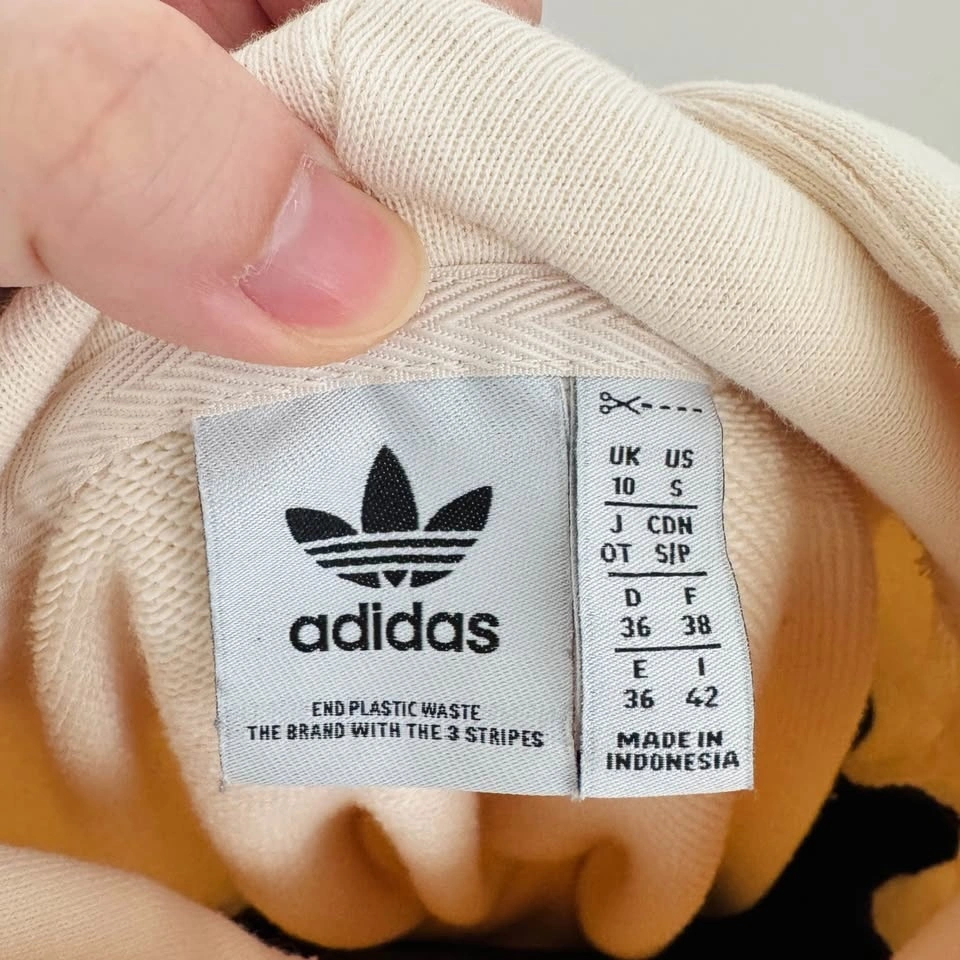 adidas
END PLASTIC WASTE
THE BRAND WITH THE 3 STRIPES
UK US
10 S
J CDN
OT S/P
D F
36 38
E I
36 42
MADE IN
INDONESIA